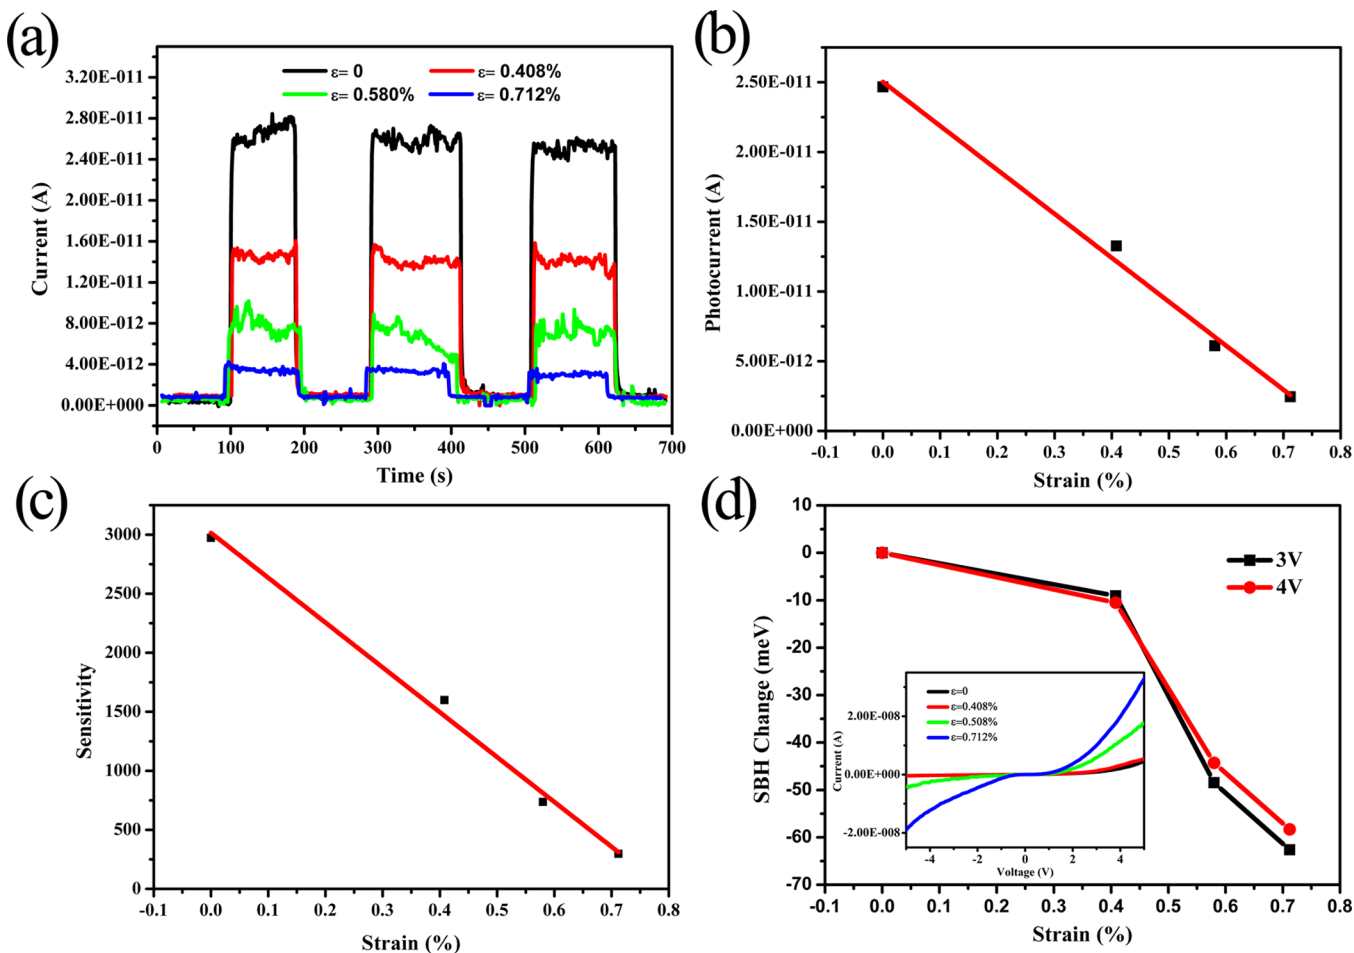 (a)
3.20E-011
2.80E-011
2.40E-011
2.00E-011
1.60E-011
1.20E-011
8.00E-012
4.00E-012
0.00E+000
Current (A)
ε= 0
ε= 0.408%
ε= 0.580%
ε= 0.712%
0 100 200 300 400 500 600 700
Time (s)
(b)
2.50E-011
2.00E-011
1.50E-011
1.00E-011
5.00E-012
0.00E+000
Photocurrent (A)
-0.1 0.0 0.1 0.2 0.3 0.4 0.5 0.6 0.7 0.8
Strain (%)
(c)
3000
2500
2000
1500
1000
500
0
Sensitivity
-0.1 0.0 0.1 0.2 0.3 0.4 0.5 0.6 0.7 0.8
Strain (%)
(d)
10
0
-10
-20
-30
-40
-50
-60
-70
SBH Change (meV)
3V
4V
ε=0
ε=0.408%
ε=0.508%
ε=0.712%
2.00E-008
0.00E+000
-2.00E-008
Current (A)
-4 -2 0 2 4
Voltage (V)
-0.1 0.0 0.1 0.2 0.3 0.4 0.5 0.6 0.7 0.8
Strain (%)